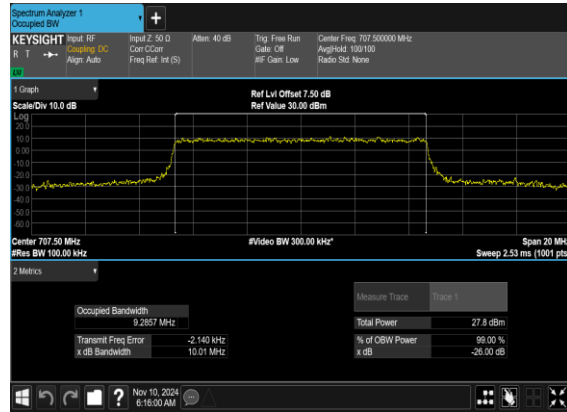 Spectrum Analyzer 1
Occupied BW
+
KEYSIGHT Input: RF Input Z: 50 Ω Atten: 40 dB Trig: Free Run Center Freq: 707.500000 MHz
R T Coupling: DC Corr CCorr Gate: Off Avg|Hold: 100/100
Align: Auto Freq Ref: Int (S) #IF Gain: Low Radio Std: None
1 Graph
Ref Lvl Offset 7.50 dB
Scale/Div 10.0 dB Ref Value 30.00 dBm
Log
20.0
10.0
0.00
-10.0
-20.0
-30.0
-40.0
-50.0
-60.0
Center 707.50 MHz #Video BW 300.00 kHz* Span 20 MHz
#Res BW 100.00 kHz Sweep 2.53 ms (1001 pts
2 Metrics
Measure Trace Trace 1
Occupied Bandwidth
9.2857 MHz Total Power 27.8 dBm
Transmit Freq Error -2.140 kHz % of OBW Power 99.00 %
x dB Bandwidth 10.01 MHz x dB -26.00 dB
? Nov 10, 2024
6:16:00 AM